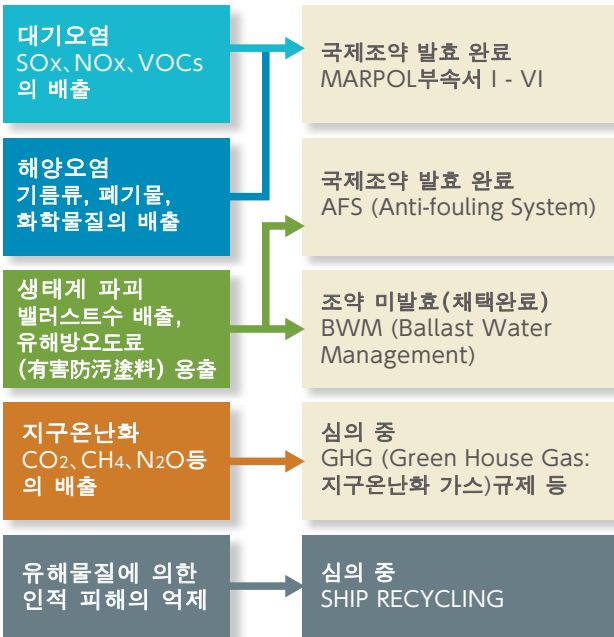 대기오염
SOx、NOx、VOCs
의 배출
국제조약 발효 완료
MARPOL부속서 I - VI
해양오염
기름류, 폐기물,
화학물질의 배출
국제조약 발효 완료
AFS (Anti-fouling System)
생태계 파괴
밸러스트수 배출,
유해방오도료
(有害防汚塗料) 용출
조약 미발효(채택완료)
BWM (Ballast Water
Management)
지구온난화
CO2、CH4、N2O등
의 배출
심의 중
GHG (Green House Gas:
지구온난화 가스)규제 등
유해물질에 의한
인적 피해의 억제
심의 중
SHIP RECYCLING